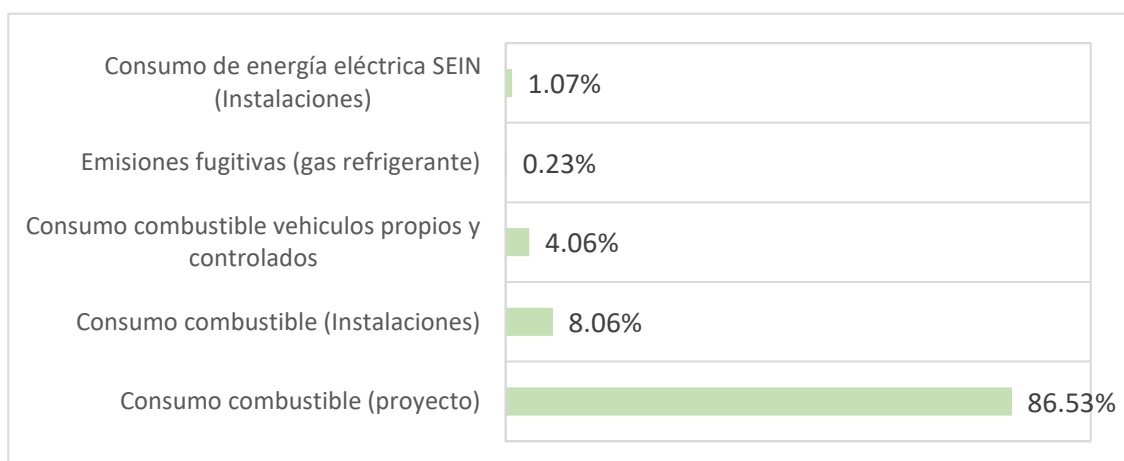 Consumo de energía eléctrica SEIN
(Instalaciones)
1.07%
Emisiones fugitivas (gas refrigerante)
0.23%
Consumo combustible vehiculos propios y
controlados
4.06%
Consumo combustible (Instalaciones)
8.06%
Consumo combustible (proyecto)
86.53%